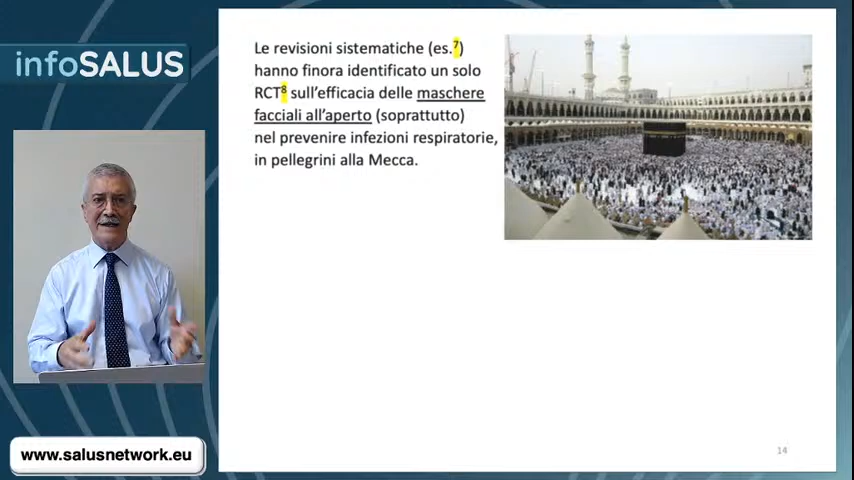 infoSALUS
Le revisioni sistematiche (es.⁷)
hanno finora identificato un solo
RCT⁸ sull'efficacia delle maschere
facciali all'aperto (soprattutto)
nel prevenire infezioni respiratorie,
in pellegrini alla Mecca.
www.salusnetwork.eu
14